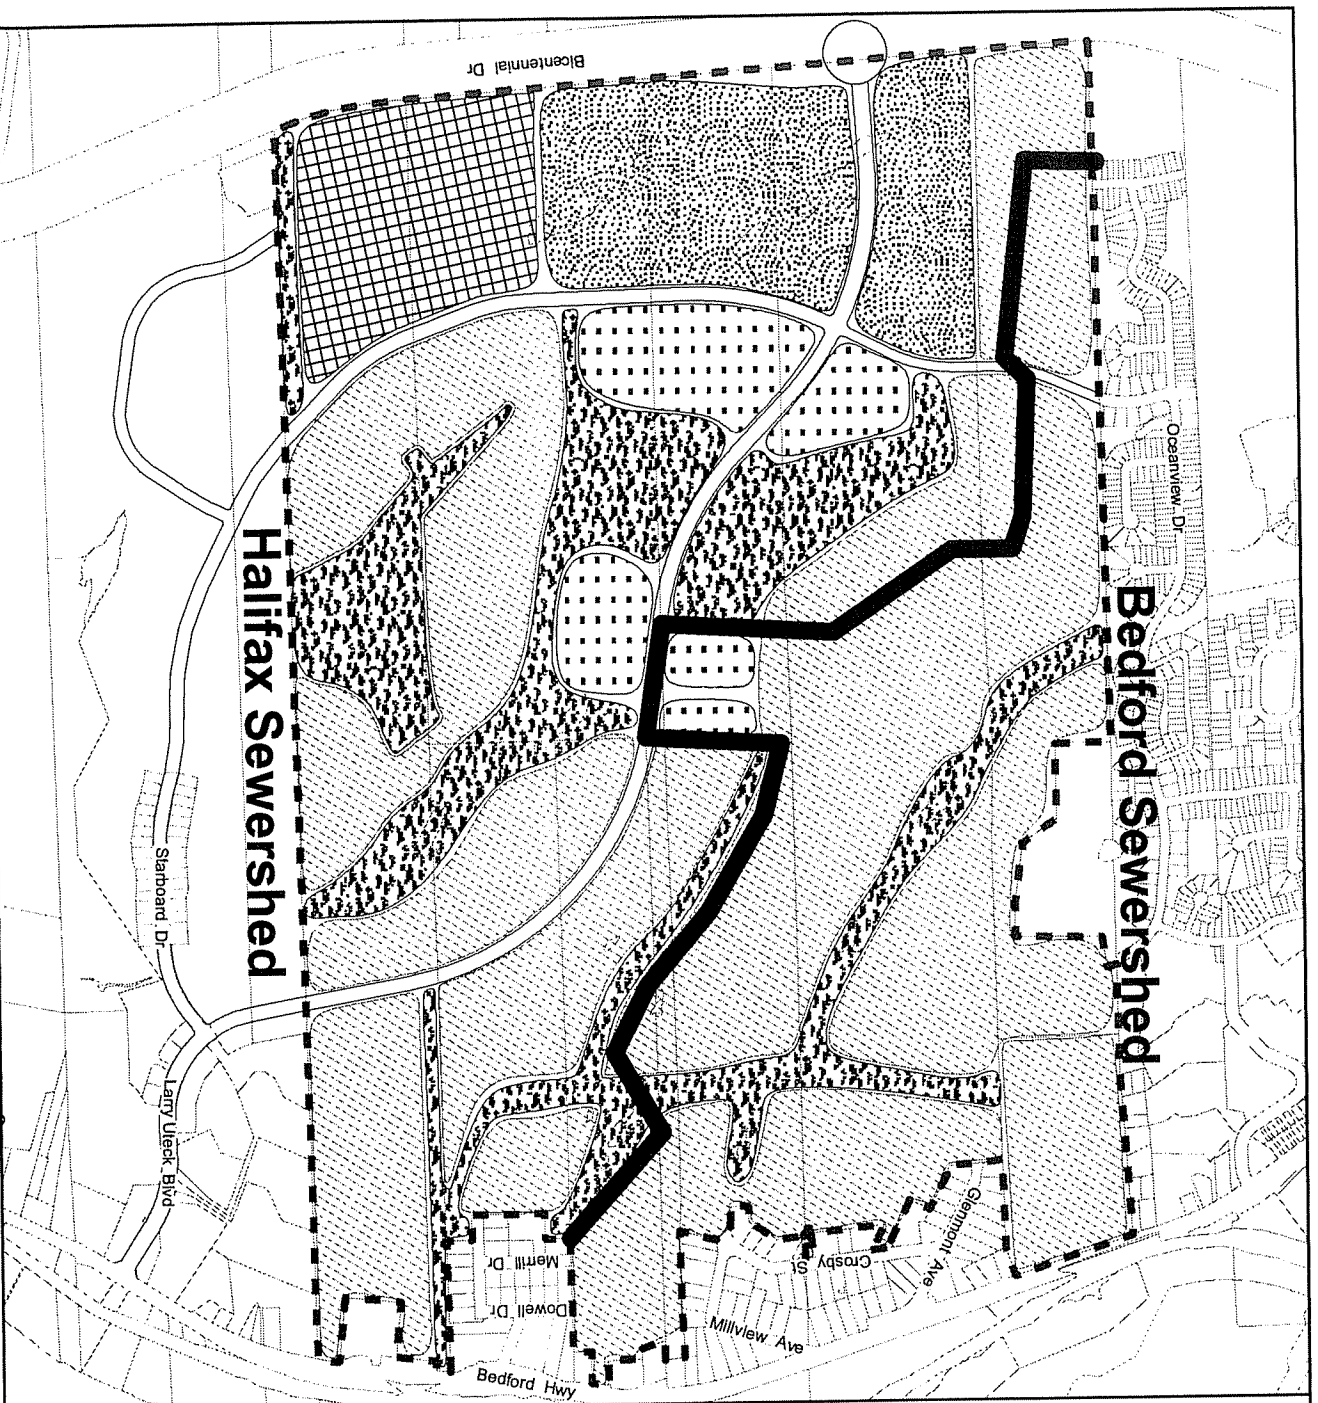 Bicentennial Dr
Oceanview Dr
Halifax Sewershed
Bedford Sewershed
Starboard Dr
Larry Uteck Blvd
Glenmont Ave
Crosby St
Merrill Dr
Dowell Dr
Millview Ave
Bedford Hwy